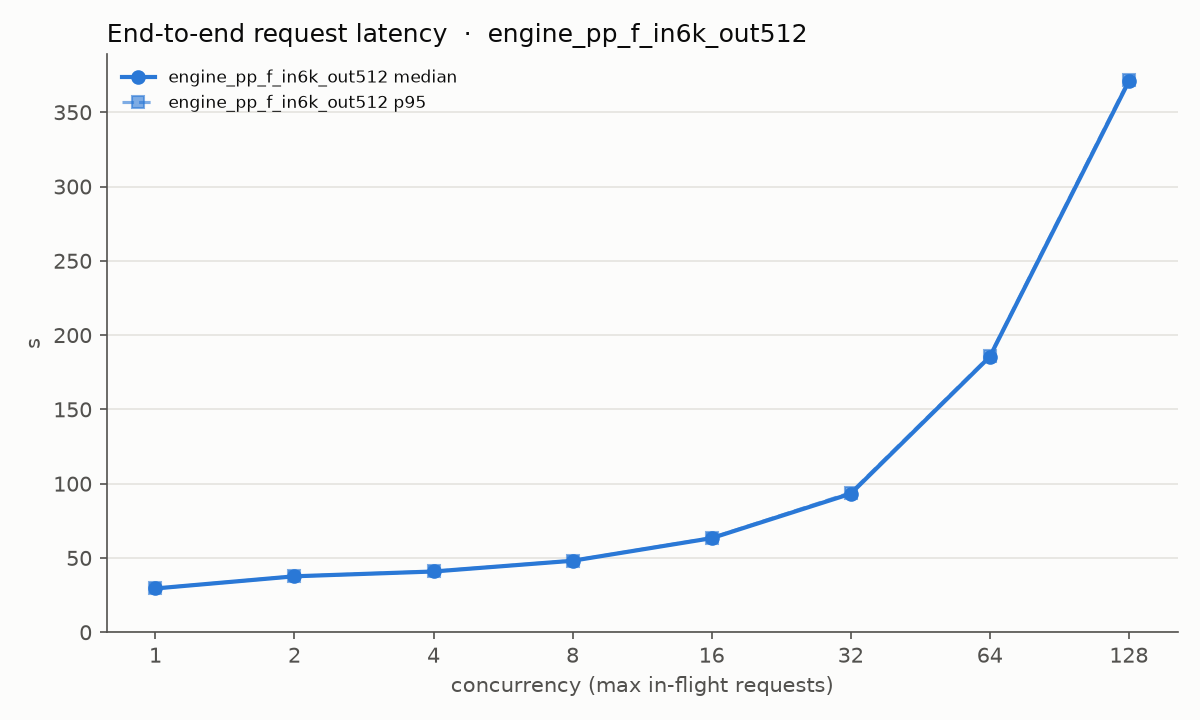 End-to-end request latency  ·  engine_pp_f_in6k_out512
engine_pp_f_in6k_out512 median
engine_pp_f_in6k_out512 p95
350
300
250
200
150
100
50
0
s
1 2 4 8 16 32 64 128
concurrency (max in-flight requests)